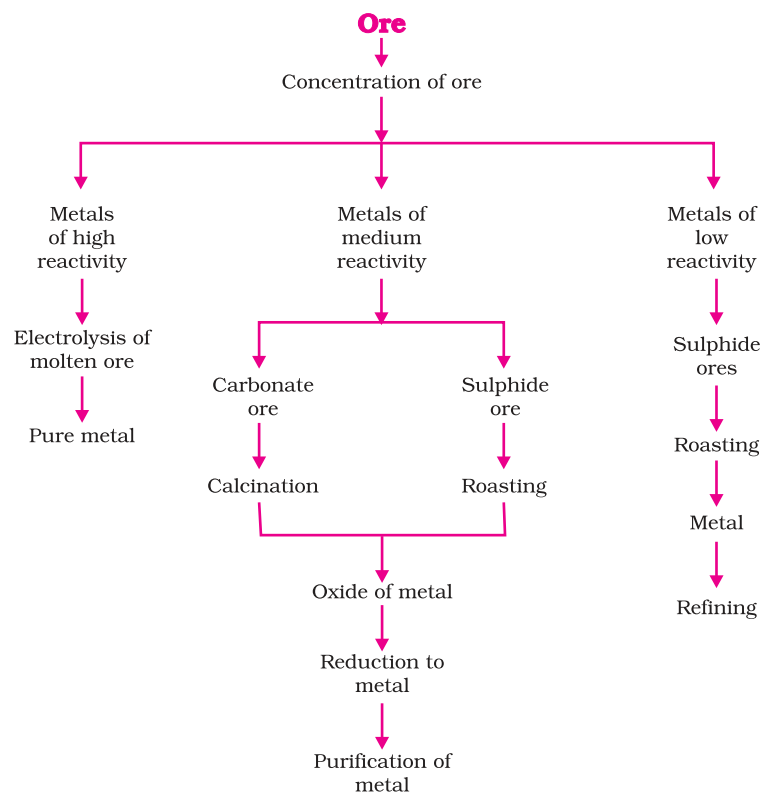 Ore
Concentration of ore
Metals
of high
reactivity
Electrolysis of
molten ore
Pure metal
Metals of
medium
reactivity
Carbonate
ore
Calcination
Sulphide
ore
Roasting
Oxide of metal
Reduction to
metal
Purification of
metal
Metals of
low
reactivity
Sulphide
ores
Roasting
Metal
Refining